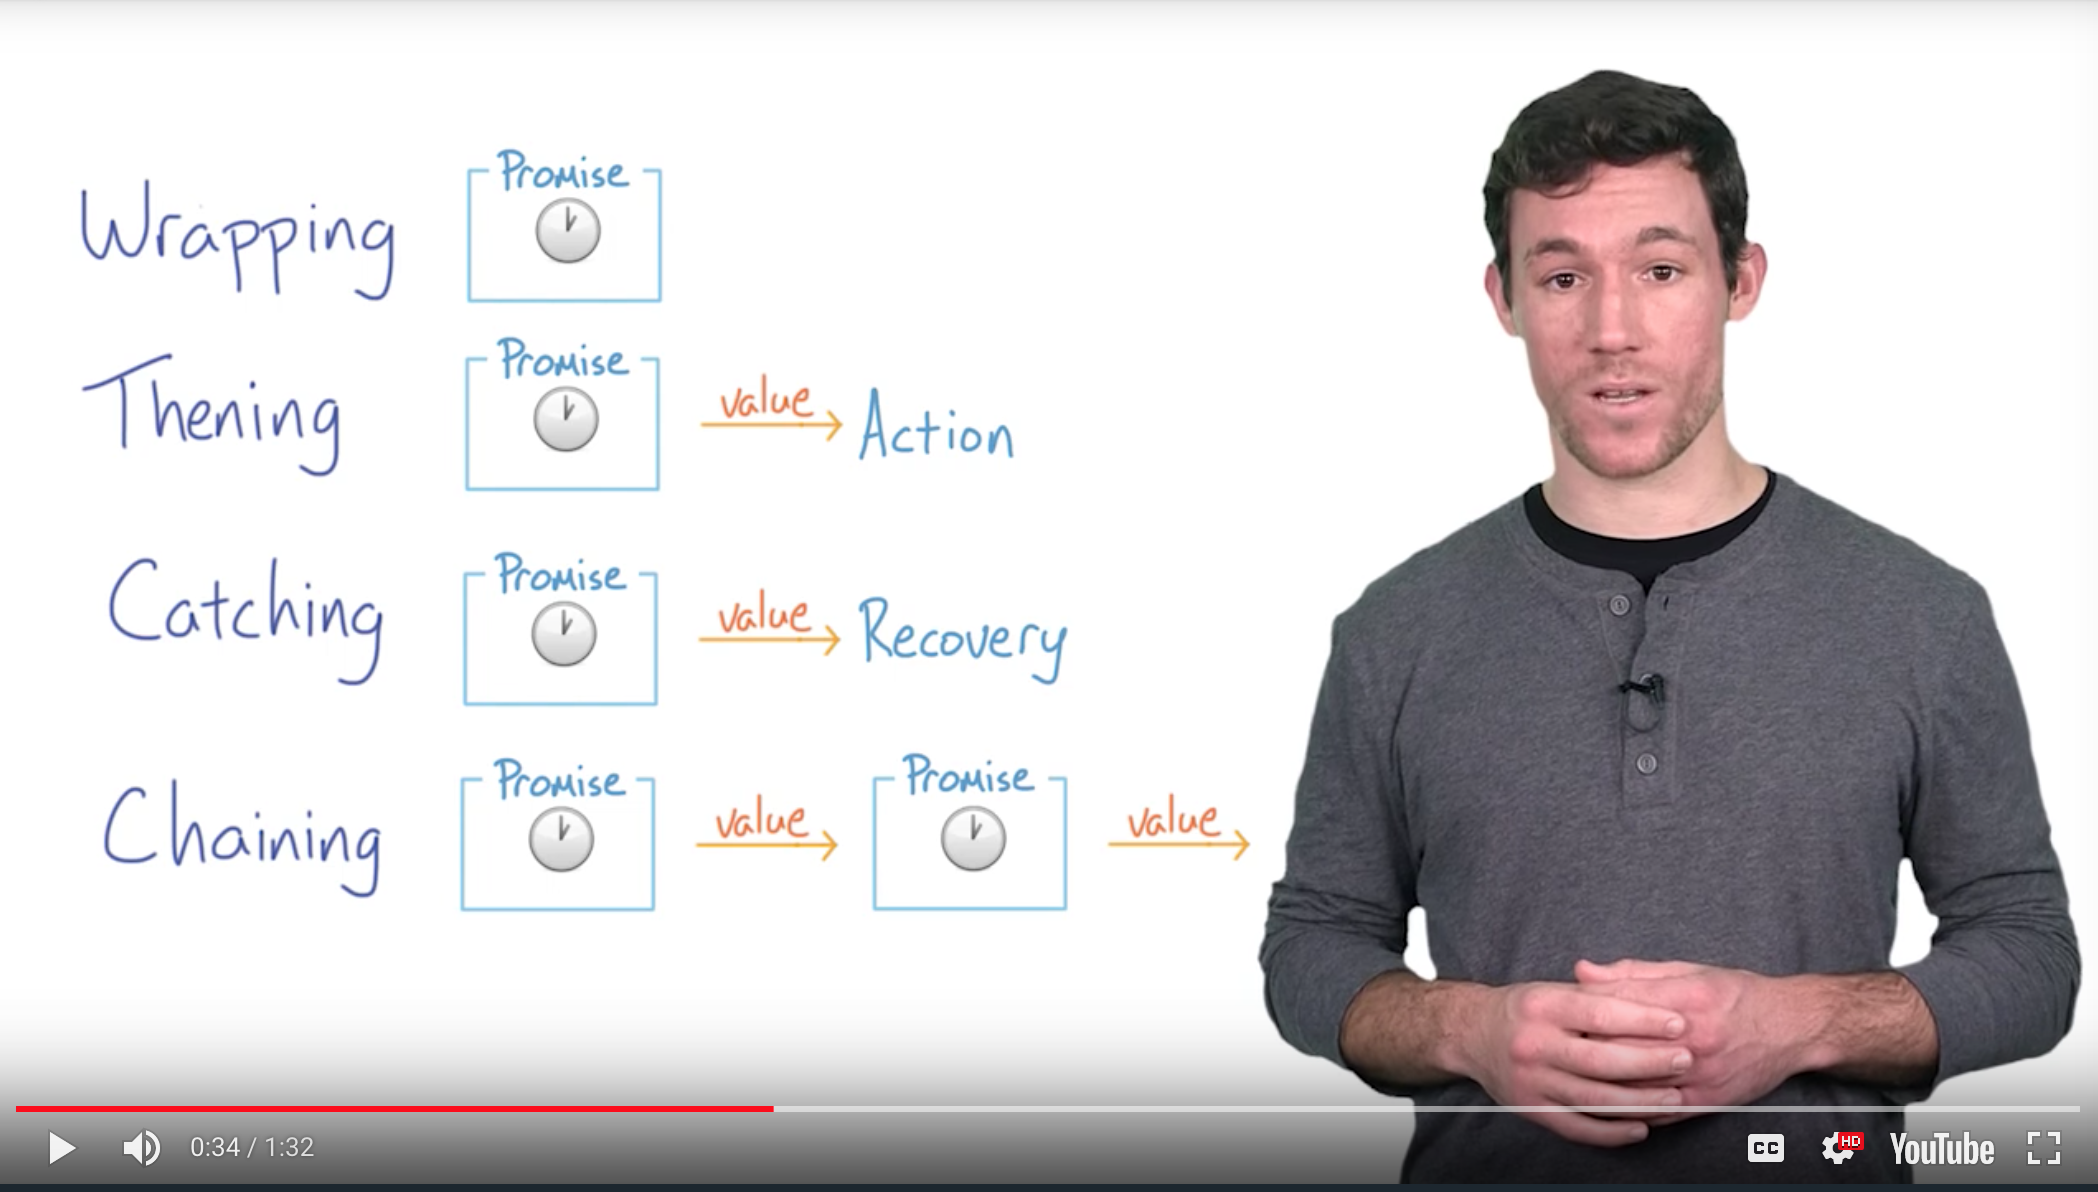 Promise
Wrapping
Promise
Thening
value
Action
Promise
Catching
value
Recovery
Promise
Promise
Chaining
value
value
0:34 / 1:32
CC
HD
YouTube